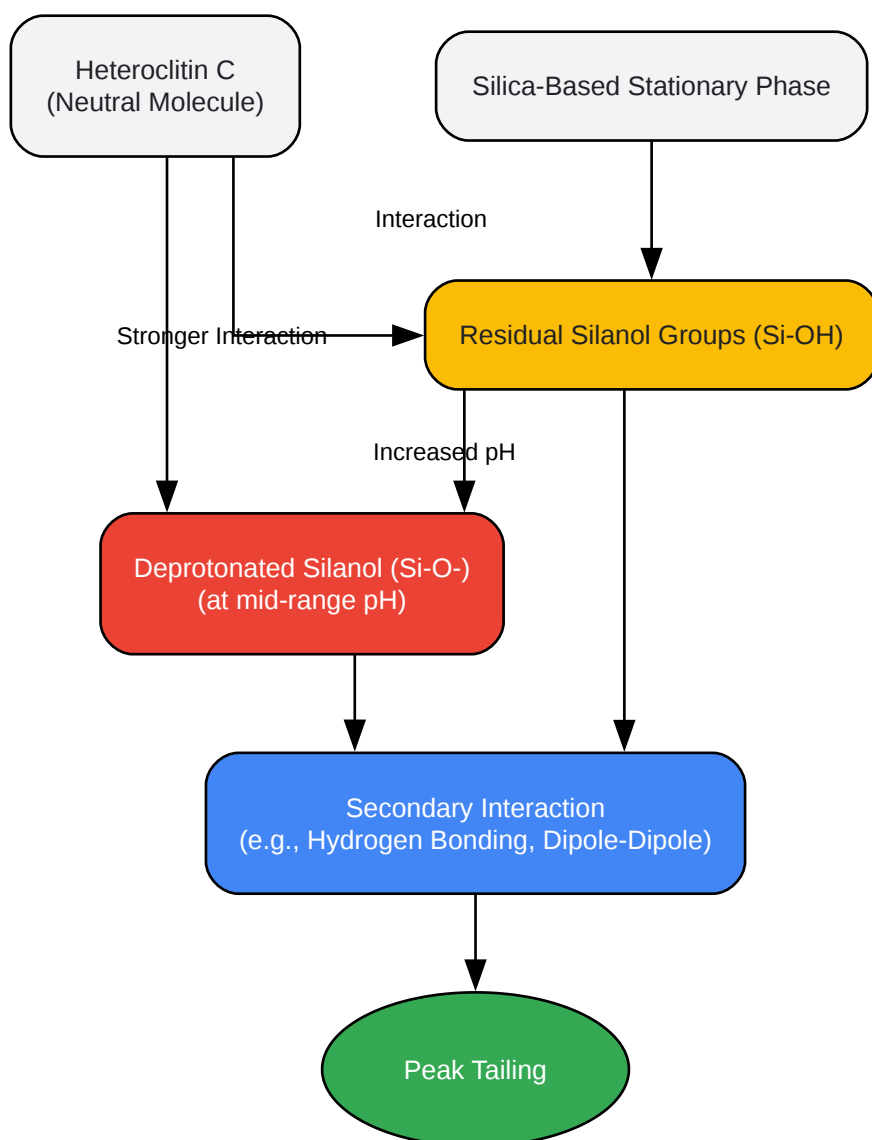 Heteroclitin C
(Neutral Molecule)
Silica-Based Stationary Phase
Interaction
Stronger Interaction
Residual Silanol Groups (Si-OH)
Increased pH
Deprotonated Silanol (Si-O-)
(at mid-range pH)
Secondary Interaction
(e.g., Hydrogen Bonding, Dipole-Dipole)
Peak Tailing